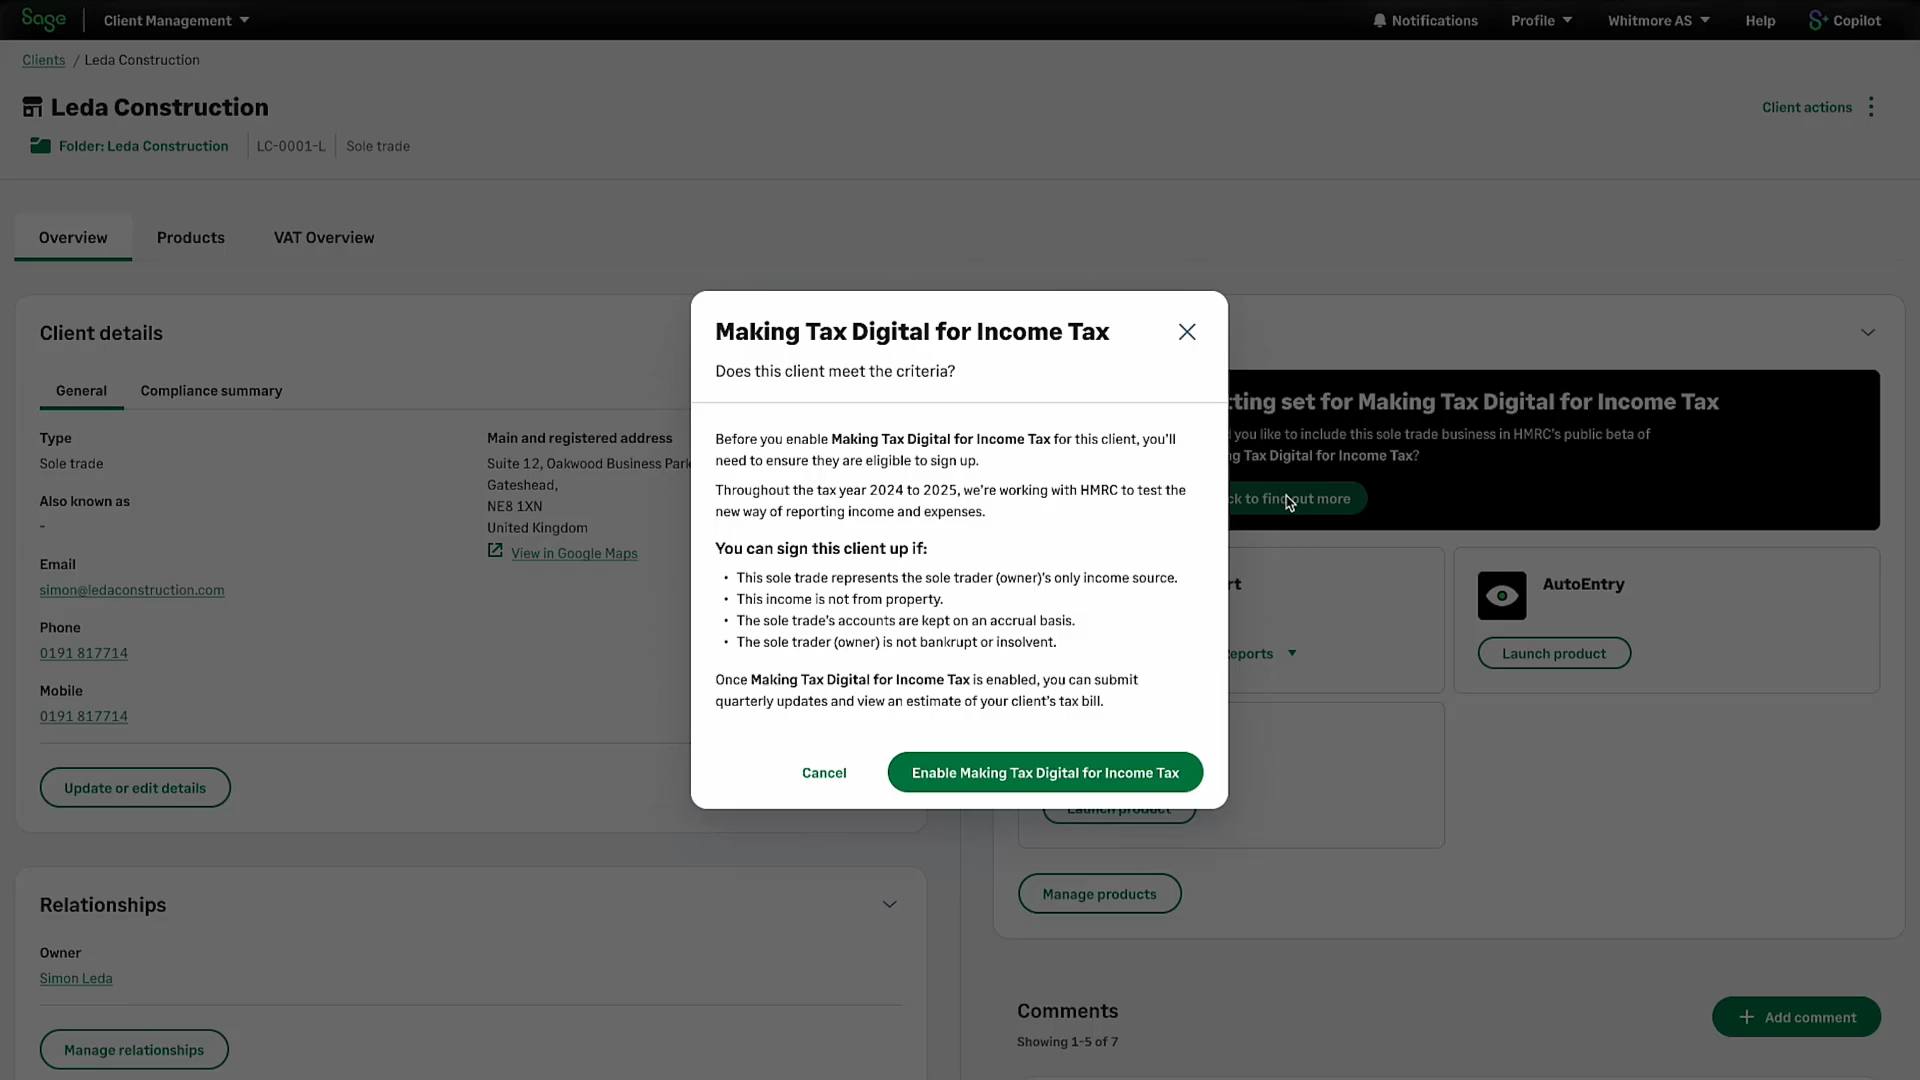 Sage
Client Management
Notifications
Profile
Whitmore AS
Help
Copilot
Clients / Leda Construction
Leda Construction
Client actions
Folder: Leda Construction
LC-0001-L
Sole trade
Overview
Products
VAT Overview
Client details
General
Compliance summary
Type
Sole trade
Also known as
-
Email
simon@ledaconstruction.com
Phone
0191 817714
Mobile
0191 817714
Main and registered address
Suite 12, Oakwood Business Park
Gateshead,
NE8 1XN
United Kingdom
View in Google Maps
Update or edit details
Relationships
Owner
Simon Leda
Manage relationships
Making Tax Digital for Income Tax
Does this client meet the criteria?
Before you enable Making Tax Digital for Income Tax for this client, you'll
need to ensure they are eligible to sign up.
Throughout the tax year 2024 to 2025, we're working with HMRC to test the
new way of reporting income and expenses.
You can sign this client up if:
• This sole trade represents the sole trader (owner)'s only income source.
• This income is not from property.
• The sole trade's accounts are kept on an accrual basis.
• The sole trader (owner) is not bankrupt or insolvent.
Once Making Tax Digital for Income Tax is enabled, you can submit
quarterly updates and view an estimate of your client's tax bill.
Cancel
Enable Making Tax Digital for Income Tax
set for Making Tax Digital for Income Tax
you like to include this sole trade business in HMRC's public beta of
Tax Digital for Income Tax?
to find out more
AutoEntry
Launch product
Launch product
Manage products
Comments
Showing 1-5 of 7
Add comment